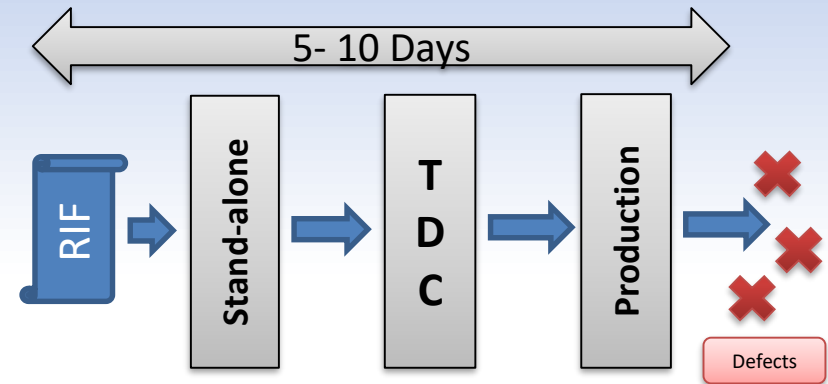 5- 10 Days
RIF
Stand-alone
T
D
C
Production
Defects